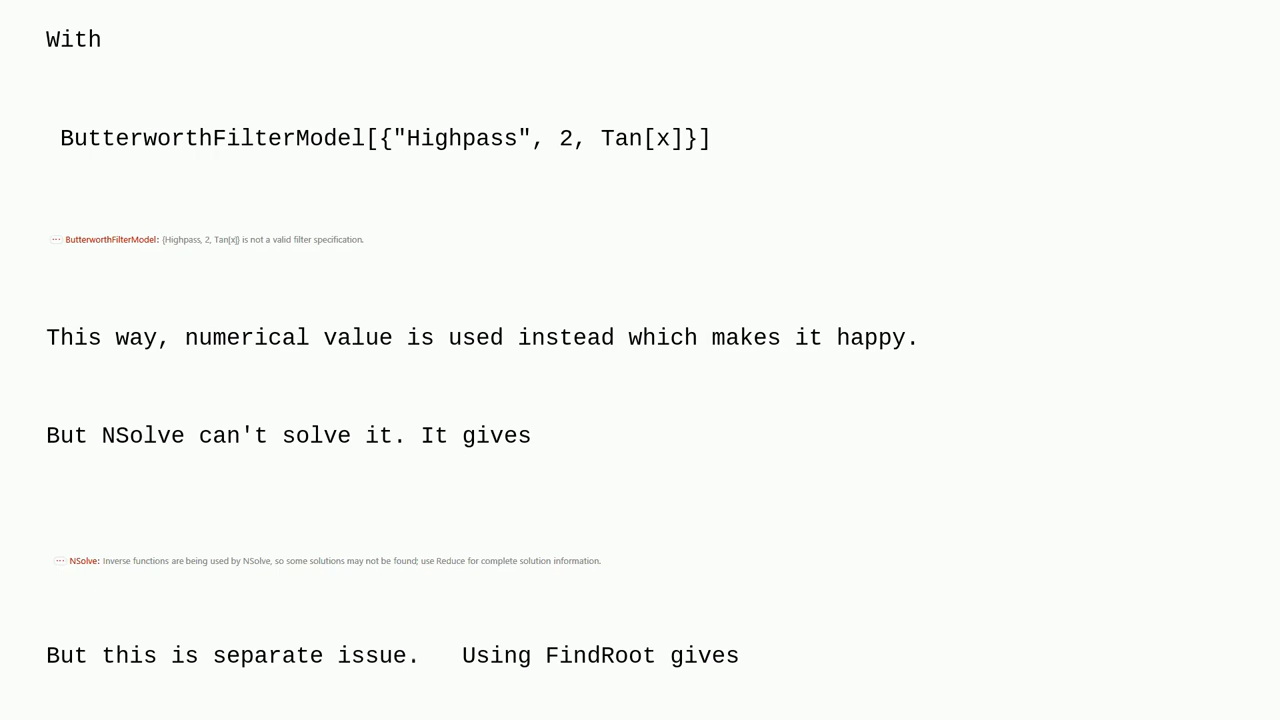 With
ButterworthFilterModel[{"Highpass", 2, Tan[x]}]
ButterworthFilterModel: {Highpass, 2, Tan[x]} is not a valid filter specification.
This way, numerical value is used instead which makes it happy.
But NSolve can't solve it. It gives
NSolve: Inverse functions are being used by NSolve, so some solutions may not be found; use Reduce for complete solution information.
But this is separate issue.   Using FindRoot gives